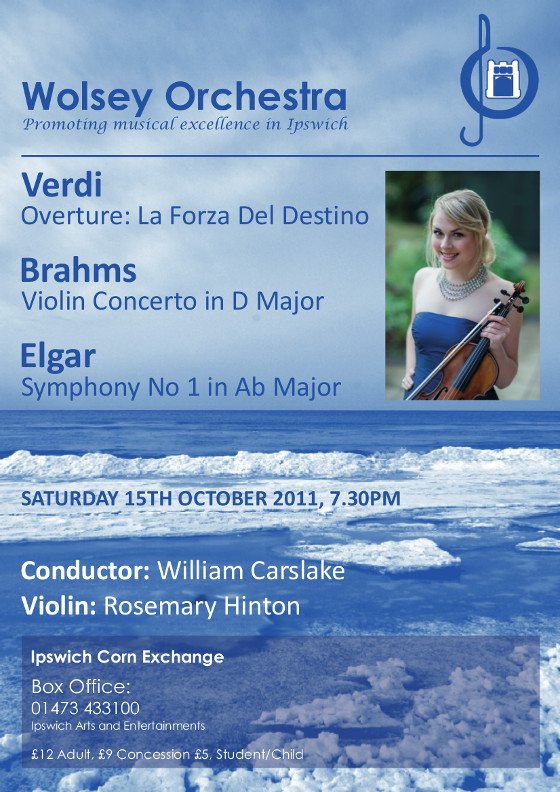 Wolsey Orchestra
Promoting musical excellence in Ipswich
Verdi
Overture: La Forza Del Destino
Brahms
Violin Concerto in D Major
Elgar
Symphony No 1 in Ab Major
SATURDAY 15TH OCTOBER 2011, 7.30PM
Conductor: William Carslake
Violin: Rosemary Hinton
Ipswich Corn Exchange
Box Office:
01473 433100
Ipswich Arts and Entertainments
£12 Adult, £9 Concession £5, Student/Child